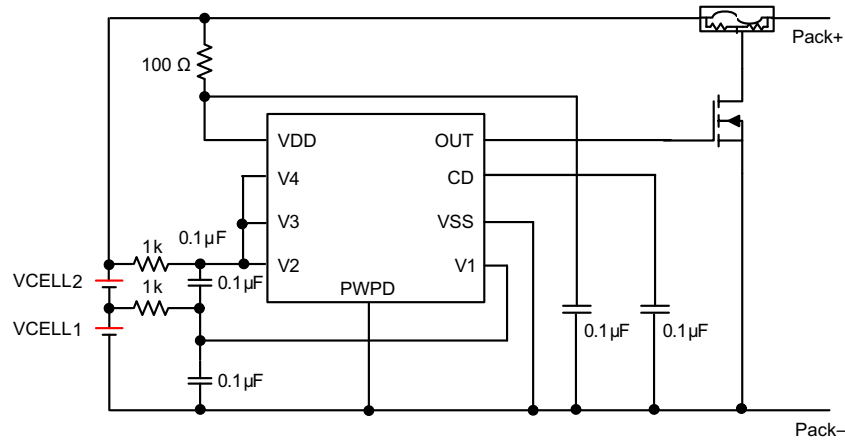 Pack+
100 Ω
VDD
OUT
V4
CD
V3
VSS
0.1µF
1k
V2
V1
VCELL2
0.1µF
1k
PWPD
VCELL1
0.1µF
0.1µF
0.1µF
Pack–